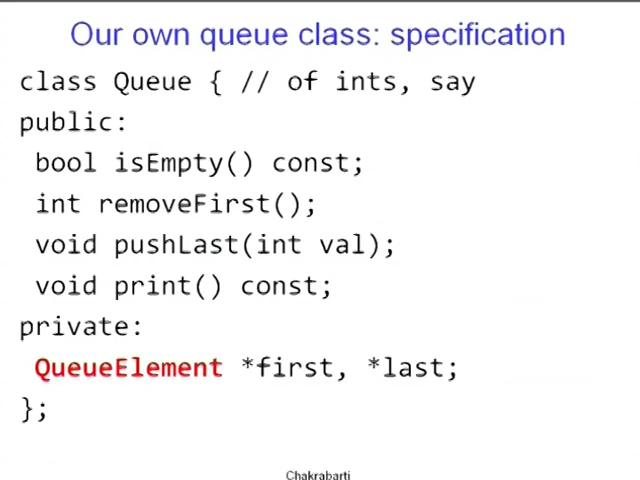 Our own queue class: specification
class Queue { // of ints, say
public:
bool isEmpty() const;
int removeFirst();
void pushLast(int val);
void print() const;
private:
QueueElement *first, *last;
};
Chakrabarti